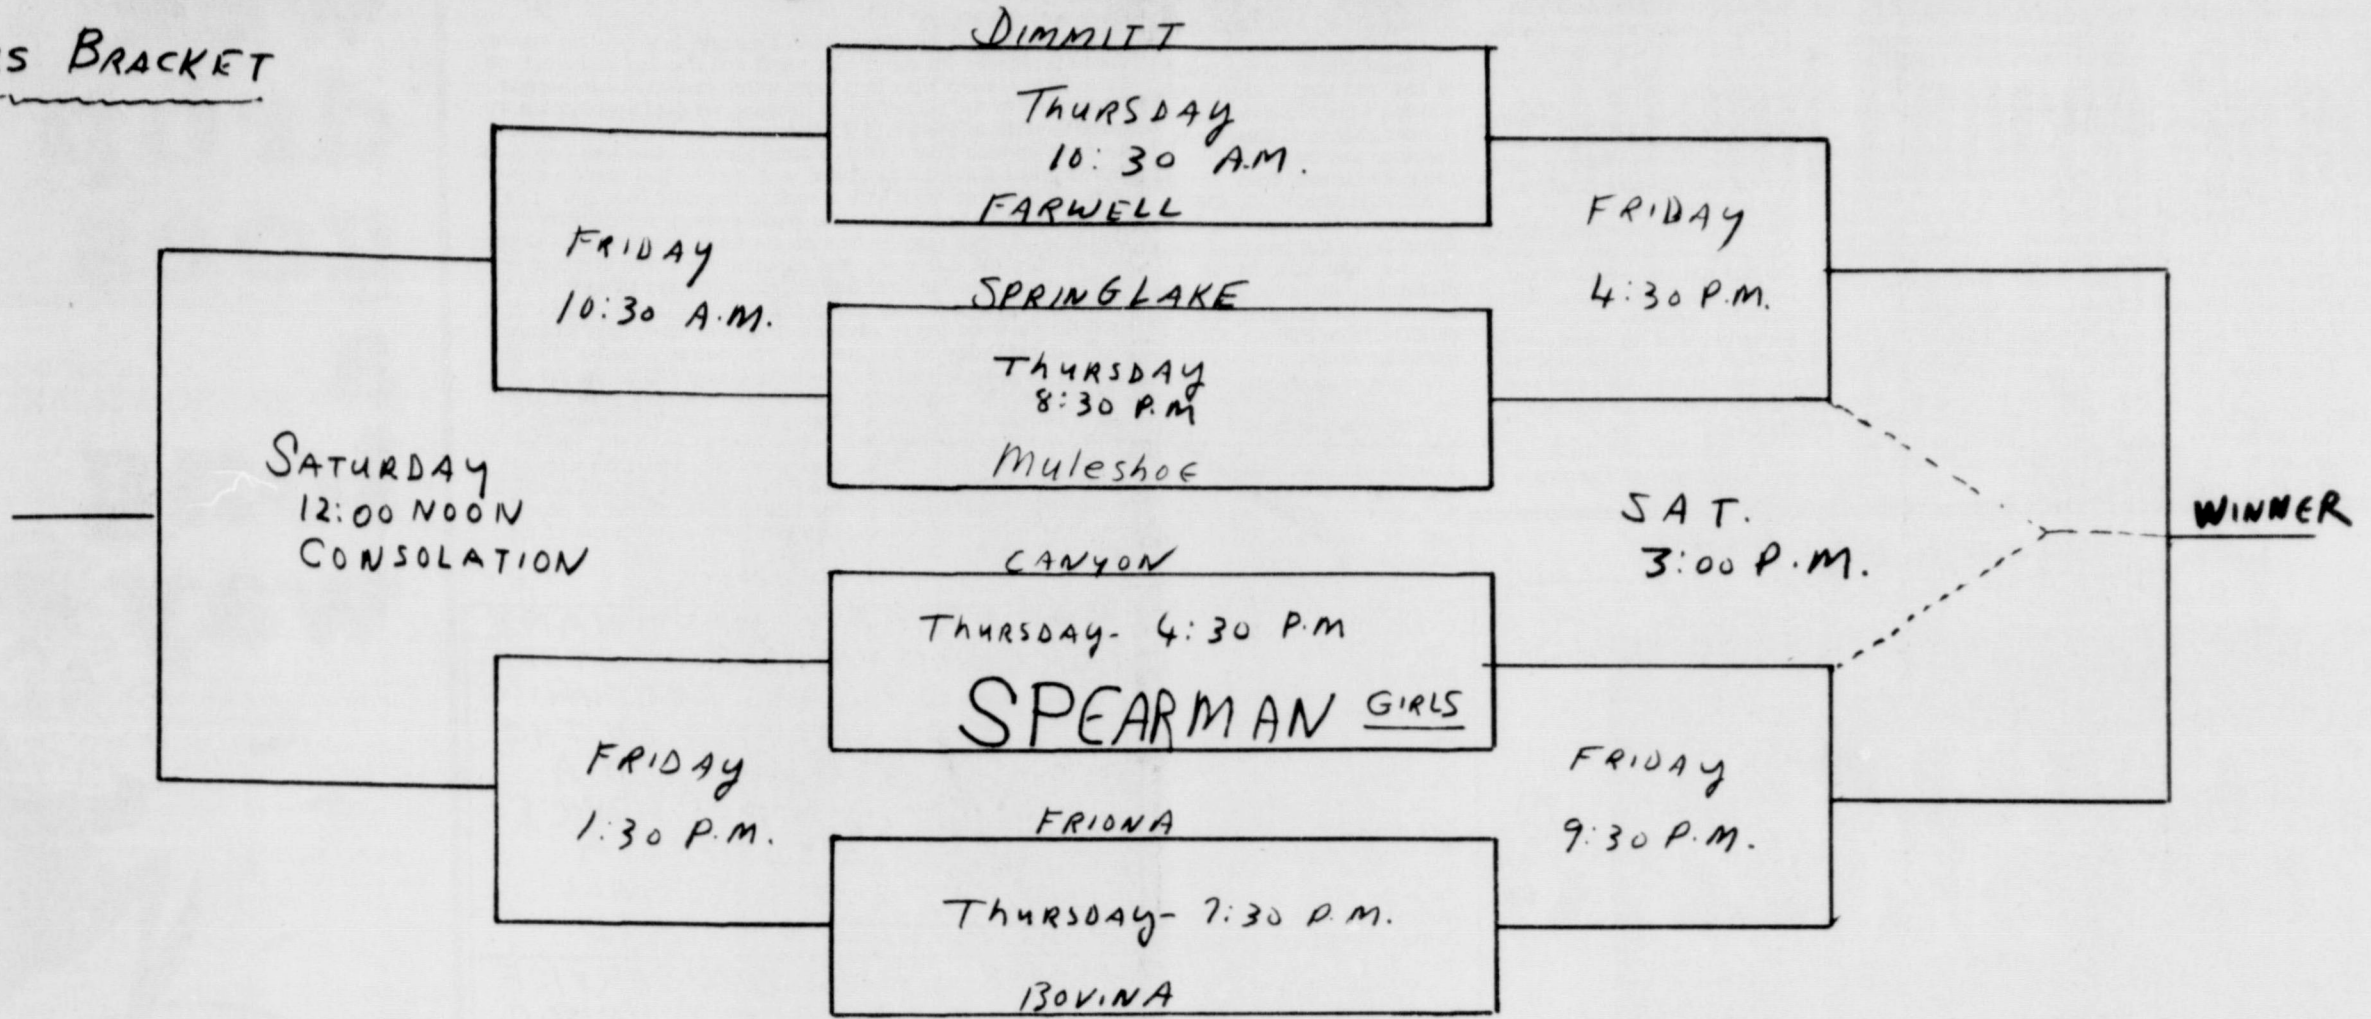 S BRACKET
DIMMITT
THURSDAY
10:30 A.M.
FARWELL
FRIDAY
10:30 A.M.
SPRINGLAKE
THURSDAY
8:30 P.M
MULESHOE
FRIDAY
4:30 P.M.
SATURDAY
12:00 NOON
CONSOLATION
SAT.
3:00 P.M.
WINNER
CANYON
THURSDAY- 4:30 P.M
SPEARMAN GIRLS
FRIDAY
1:30 P.M.
FRIONA
THURSDAY- 7:30 P.M.
BOVINA
FRIDAY
9:30 P.M.